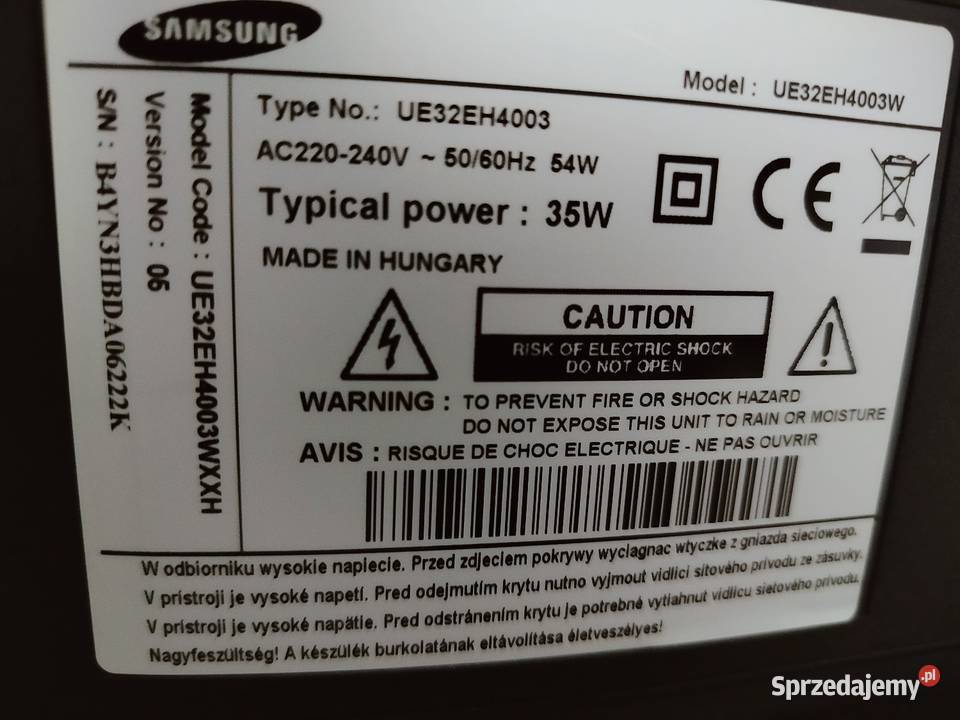 SAMSUNG
Model : UE32EH4003W
Type No.: UE32EH4003
AC220-240V ~ 50/60Hz 54W
Typical power : 35W
MADE IN HUNGARY
CE
CAUTION
RISK OF ELECTRIC SHOCK
DO NOT OPEN
WARNING : TO PREVENT FIRE OR SHOCK HAZARD
DO NOT EXPOSE THIS UNIT TO RAIN OR MOISTURE
AVIS : RISQUE DE CHOC ELECTRIQUE - NE PAS OUVRIR
Model Code : UE32EH4003WXXH
Version No : 05
S/N : B4YN3HBDA06222K
W odbiorniku wysokie napiecie. Przed zdjeciem pokrywy wyciagnac wtyczke z gniazda sieciowego.
V prístroji je vysoké napetí. Pred odejmutím krytu nutno vyjmout vidlici sítového prívodu ze zásuvky.
V prístroji je vysoké napätie. Pred odstránením krytu je potrebné vytiahnut vidlicu sietového prívodu.
Nagyfeszültség! A készülék burkolatának eltávolítása életveszélyes!
Sprzedajemy.pl